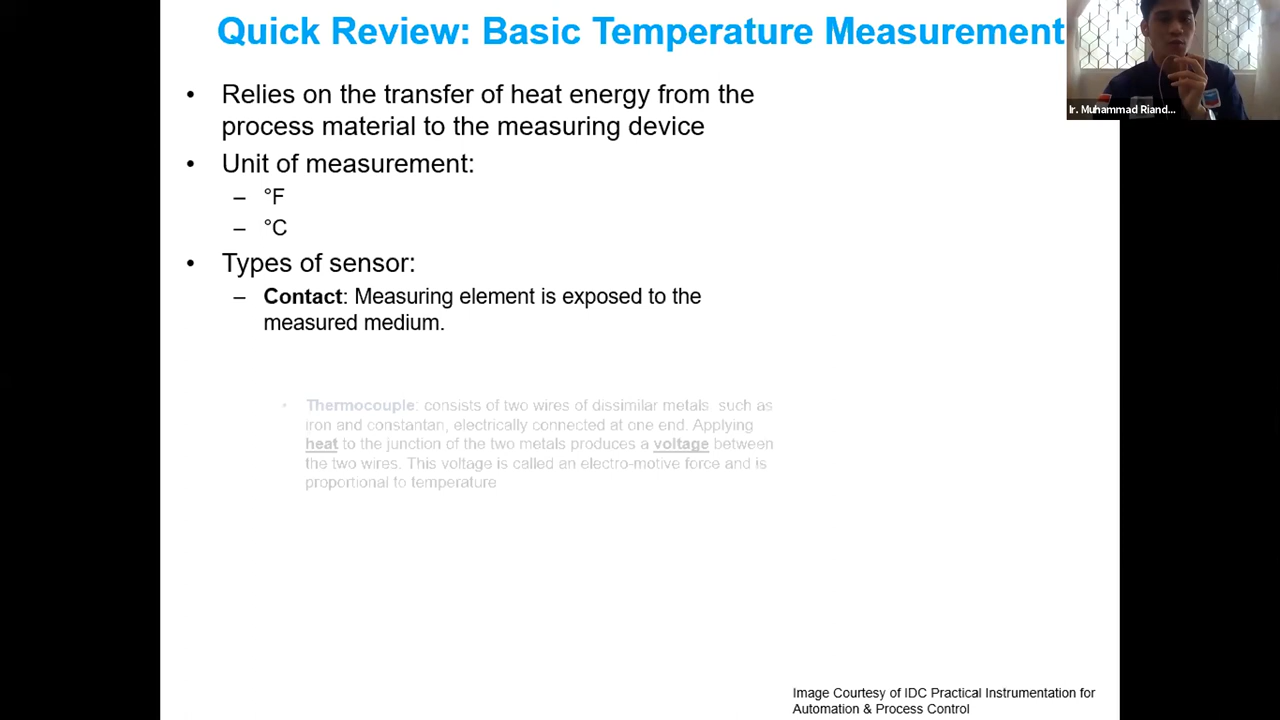 Quick Review: Basic Temperature Measurement
Ir. Muhammad Riand...
• Relies on the transfer of heat energy from the
process material to the measuring device
• Unit of measurement:
– °F
– °C
• Types of sensor:
– Contact: Measuring element is exposed to the
measured medium.
• Thermocouple: consists of two wires of dissimilar metals such as
iron and constantan, electrically connected at one end. Applying
heat to the junction of the two metals produces a voltage between
the two wires. This voltage is called an electro-motive force and is
proportional to temperature
Image Courtesy of IDC Practical Instrumentation for
Automation & Process Control